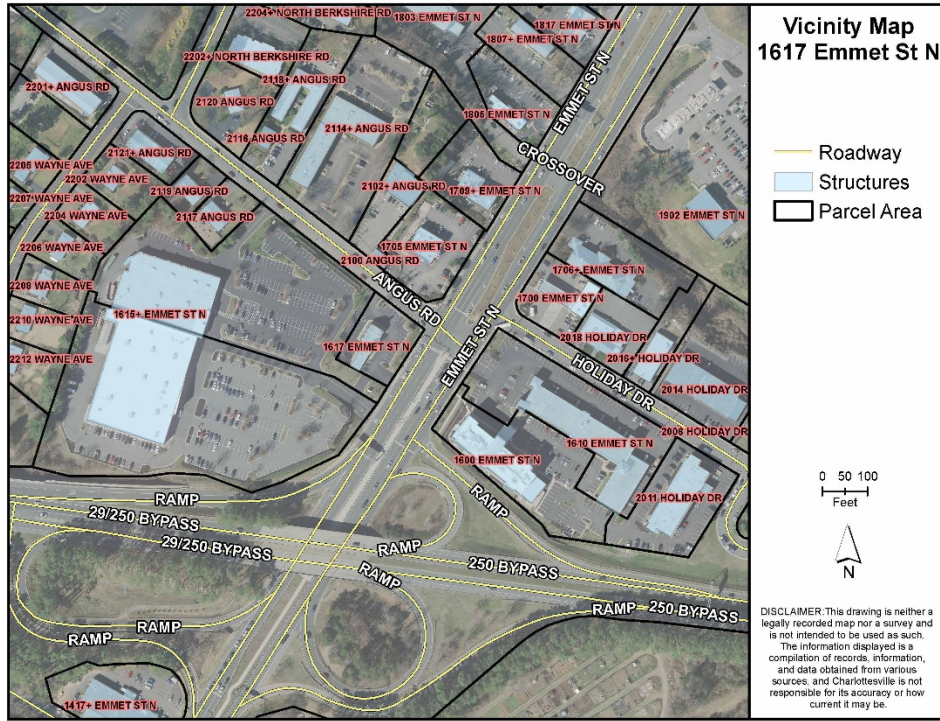 2204+ NORTH BERKSHIRE RD
1803 EMMET ST N
1817 EMMET ST N
1807+ EMMET ST N
2202+ NORTH BERKSHIRE RD
2118+ ANGUS RD
2201+ ANGUS RD
2120 ANGUS RD
EMMET ST N
1805 EMMET ST N
2116 ANGUS RD
2114+ ANGUS RD
2121+ ANGUS RD
CROSSOVER
2205 WAYNE AVE
2202 WAYNE AVE
2119 ANGUS RD
2102+ ANGUS RD
1709+ EMMET ST N
2207 WAYNE AVE
2204 WAYNE AVE
2117 ANGUS RD
1902 EMMET ST N
2206 WAYNE AVE
1705 EMMET ST N
2100 ANGUS RD
1706+ EMMET ST N
2208 WAYNE AVE
ANGUS RD
1700 EMMET ST N
1615+ EMMET ST N
2210 WAYNE AVE
EMMET ST N
2018 HOLIDAY DR
1617 EMMET ST N
2212 WAYNE AVE
2016+ HOLIDAY DR
HOLIDAY DR
2014 HOLIDAY DR
2006 HOLIDAY DR
1610 EMMET ST N
1600 EMMET ST N
2011 HOLIDAY DR
RAMP
RAMP
29/250 BYPASS
29/250 BYPASS
RAMP
250 BYPASS
RAMP
RAMP
250 BYPASS
RAMP
RAMP
1417+ EMMET ST N
Vicinity Map
1617 Emmet St N
Roadway
Structures
Parcel Area
0 50 100
Feet
N
DISCLAIMER:This drawing is neither a
legally recorded map nor a survey and
is not intended to be used as such.
The information displayed is a
compilation of records, information,
and data obtained from various
sources, and Charlottesville is not
responsible for its accuracy or how
current it may be.